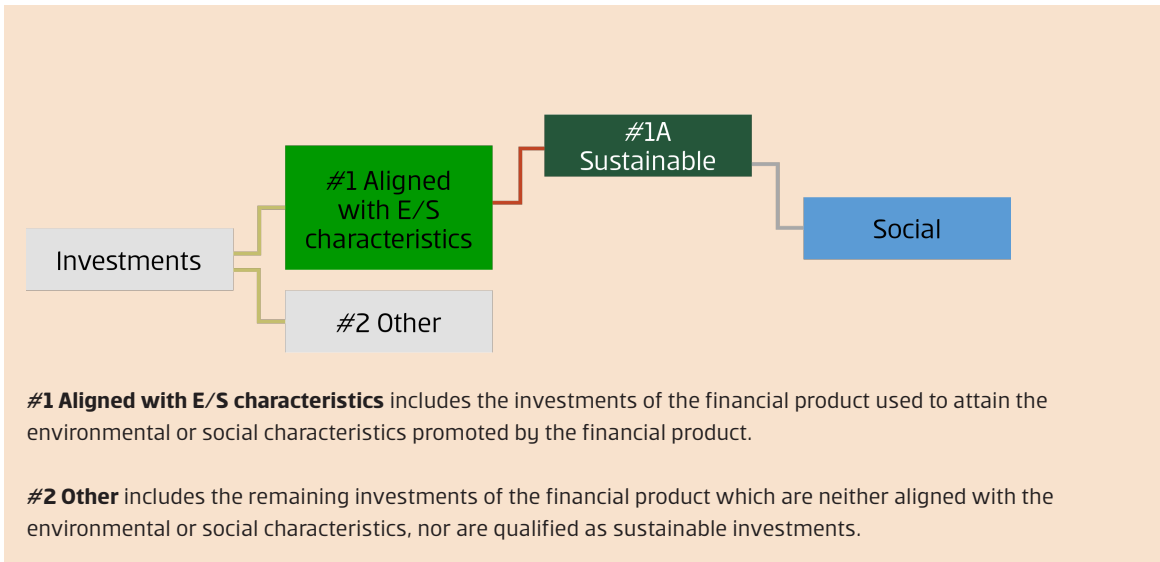 #1A
Sustainable
#1 Aligned
with E/S
characteristics
Social
Investments
#2 Other
#1 Aligned with E/S characteristics includes the investments of the financial product used to attain the
environmental or social characteristics promoted by the financial product.
#2 Other includes the remaining investments of the financial product which are neither aligned with the
environmental or social characteristics, nor are qualified as sustainable investments.